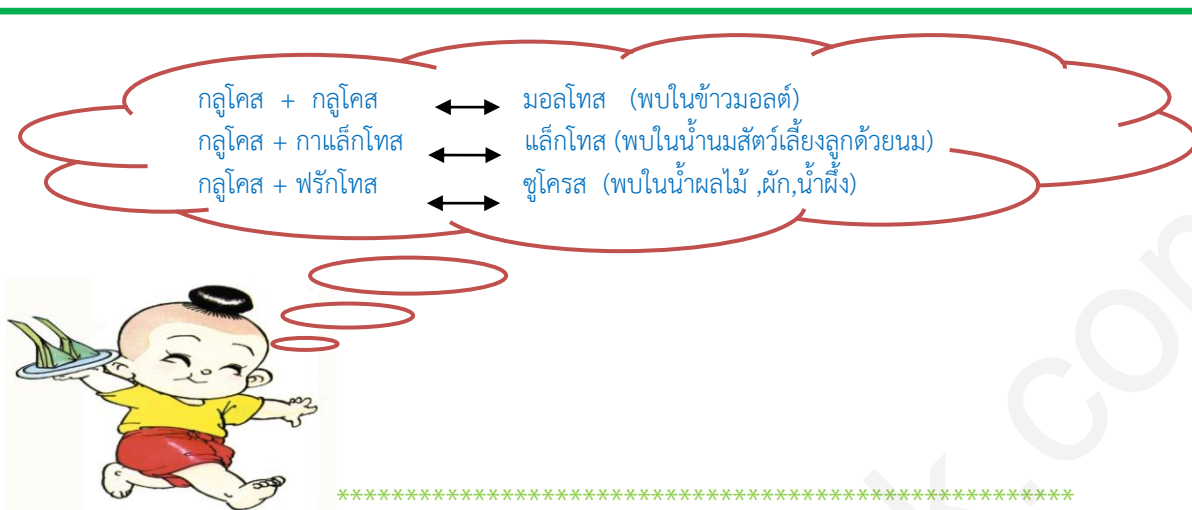 กลูโคส + กลูโคส มอลโทส (พบในข้าวมอลต์)
กลูโคส + กาแล็กโทส แล็กโทส (พบในน้ำนมสัตว์เลี้ยงลูกด้วยนม)
กลูโคส + ฟรักโทส ซูโครส (พบในน้ำผลไม้ ,ผัก,น้ำผึ้ง)
******************************************************